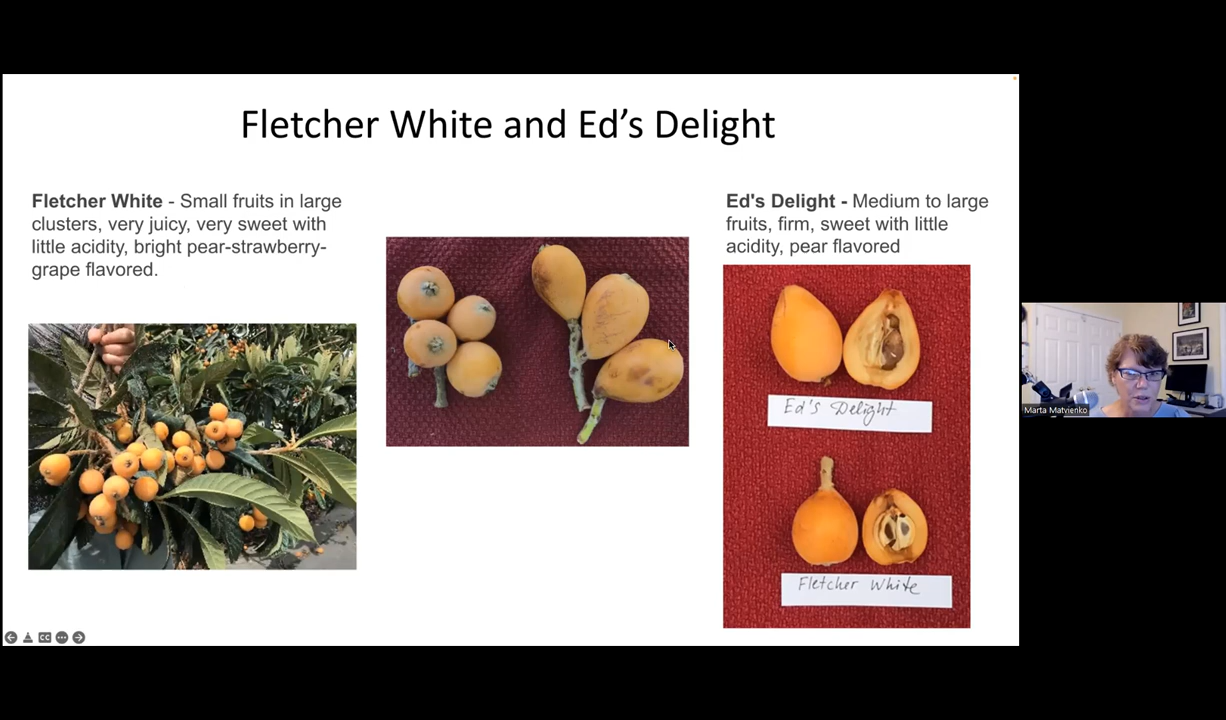 Fletcher White and Ed’s Delight
Fletcher White - Small fruits in large
clusters, very juicy, very sweet with
little acidity, bright pear-strawberry-
grape flavored.
Ed's Delight - Medium to large
fruits, firm, sweet with little
acidity, pear flavored
Ed's Delight
Fletcher White
CC
Marta Matvienko